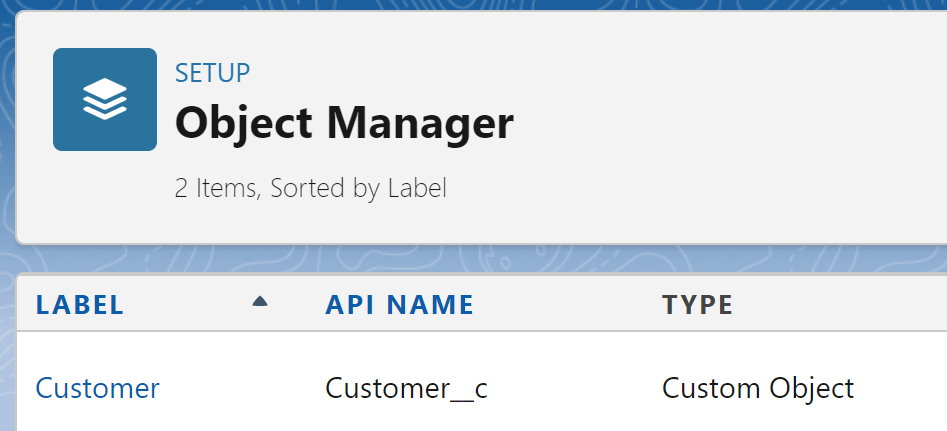 SETUP
Object Manager
2 Items, Sorted by Label
LABEL API NAME TYPE
Customer Customer__c Custom Object